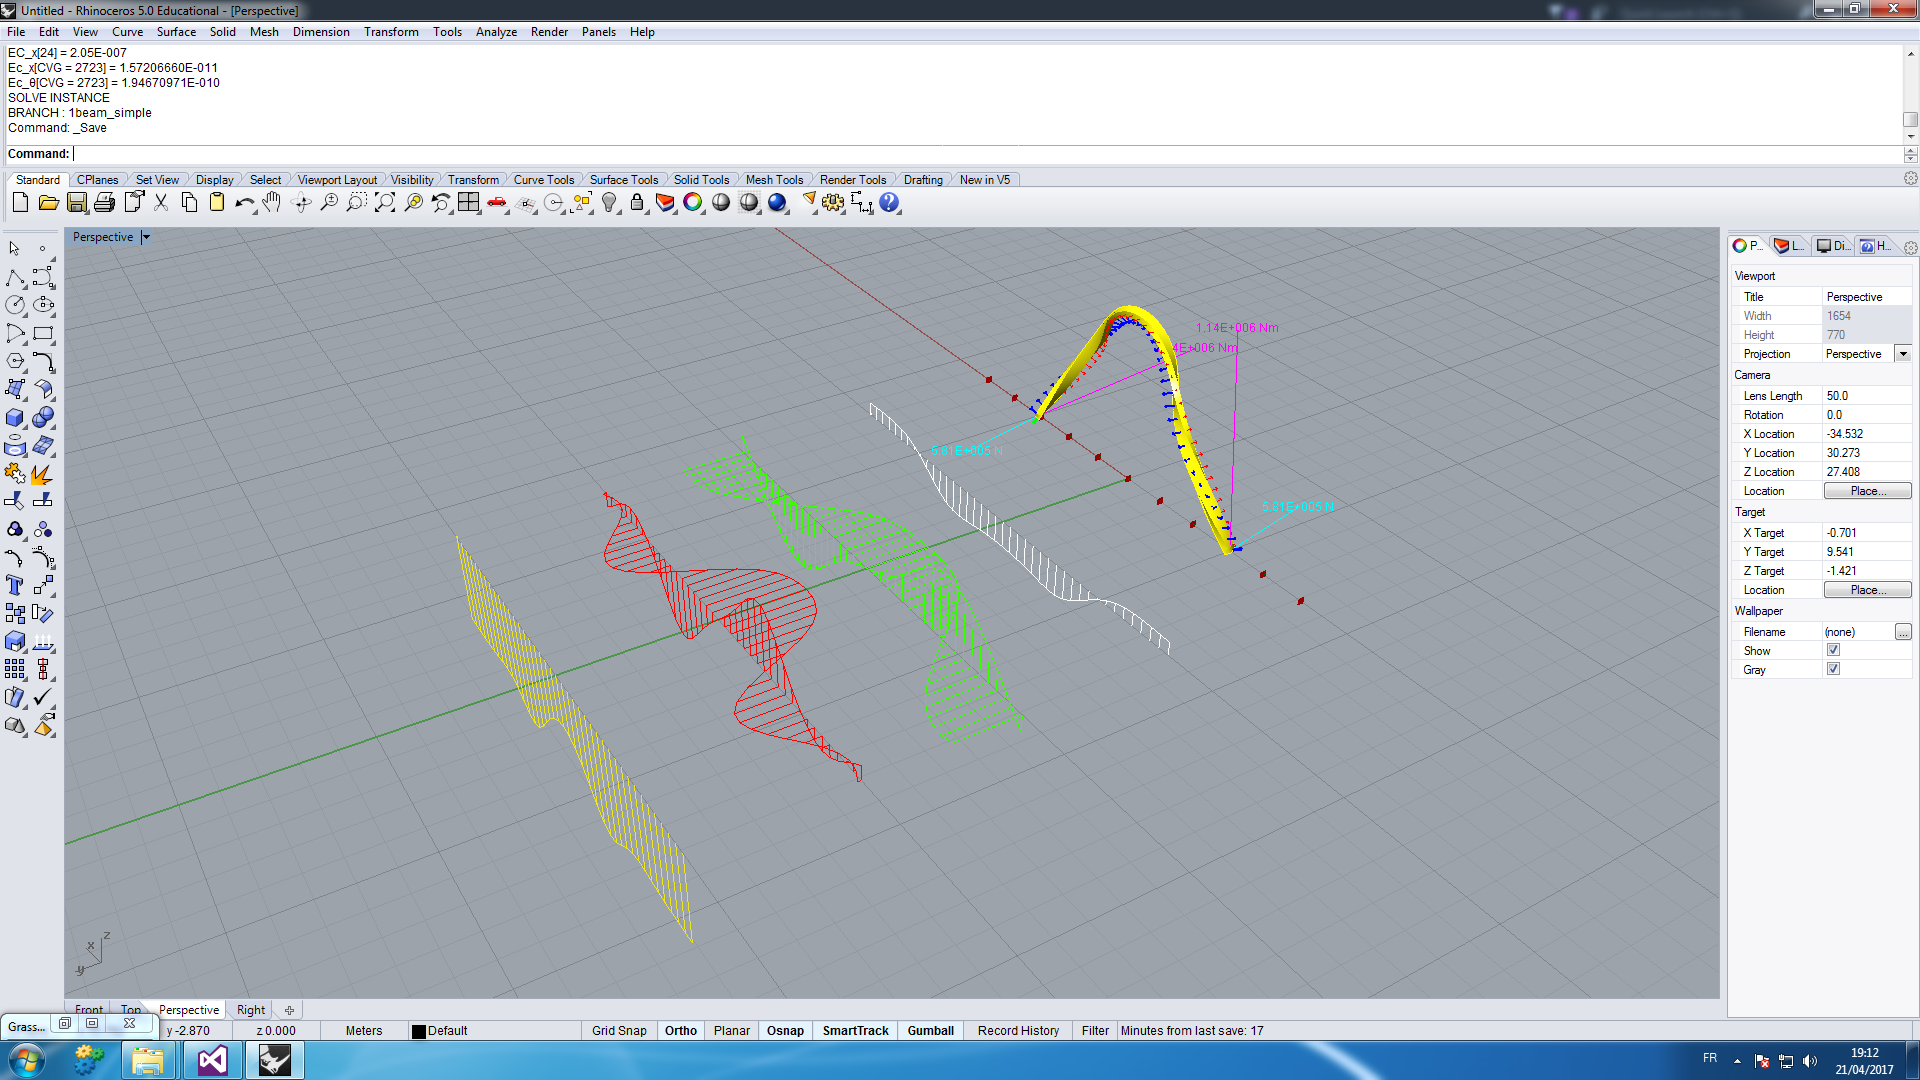 Untitled - Rhinoceros 5.0 Educational - [Perspective]
File Edit View Curve Surface Solid Mesh Dimension Transform Tools Analyze Render Panels Help
EC_x[24] = 2.05E-007
Ec_x[CVG = 2723] = 1.57206660E-011
Ec_θ[CVG = 2723] = 1.94670971E-010
SOLVE INSTANCE
BRANCH : 1beam_simple
Command: _Save
Command:
Standard CPlanes Set View Display Select Viewport Layout Visibility Transform Curve Tools Surface Tools Solid Tools Mesh Tools Render Tools Drafting New in V5
Perspective
P... L... Di... H...
Viewport
Title Perspective
Width 1654
Height 770
Projection Perspective
Camera
Lens Length 50.0
Rotation 0.0
X Location -34.532
Y Location 30.273
Z Location 27.408
Location Place...
Target
X Target -0.701
Y Target 9.541
Z Target -1.421
Location Place...
Wallpaper
Filename (none) ...
Show
Gray
1.14E+006 Nm
4E+006 Nm
5.81E+005 N
5.81E+005 N
z
x
y
Front Top Perspective Right
Grass... y -2.870 z 0.000 Meters Default Grid Snap Ortho Planar Osnap SmartTrack Gumball Record History Filter Minutes from last save: 17
FR
19:12
21/04/2017